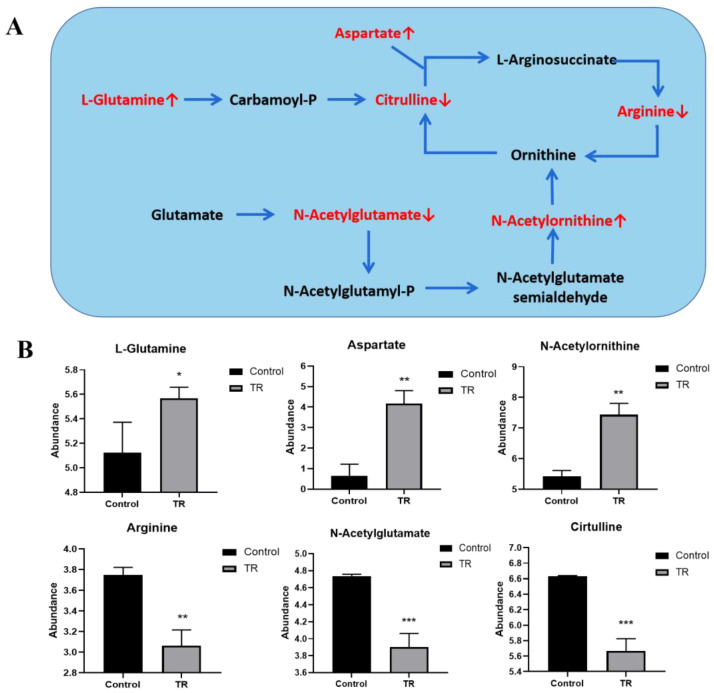 A
Aspartate↑
L-Arginosuccinate
L-Glutamine↑
Carbamoyl-P
Citrulline↓
Arginine↓
Ornithine
Glutamate
N-Acetylglutamate↓
N-Acetylornithine↑
N-Acetylglutamyl-P
N-Acetylglutamate
semialdehyde
B
L-Glutamine
Abundance
5.8
5.6
5.4
5.2
5.0
4.8
*
Control
TR
Control
TR
Aspartate
Abundance
6
5
4
3
2
1
0
**
Control
TR
Control
TR
N-Acetylornithine
Abundance
9
8
7
6
5
**
Control
TR
Control
TR
Arginine
Abundance
4.0
3.8
3.6
3.4
3.2
3.0
2.8
**
Control
TR
Control
TR
N-Acetylglutamate
Abundance
5.0
4.8
4.6
4.4
4.2
4.0
3.8
3.6
***
Control
TR
Control
TR
Cirtulline
Abundance
7.0
6.8
6.6
6.4
6.2
6.0
5.8
5.6
5.4
***
Control
TR
Control
TR